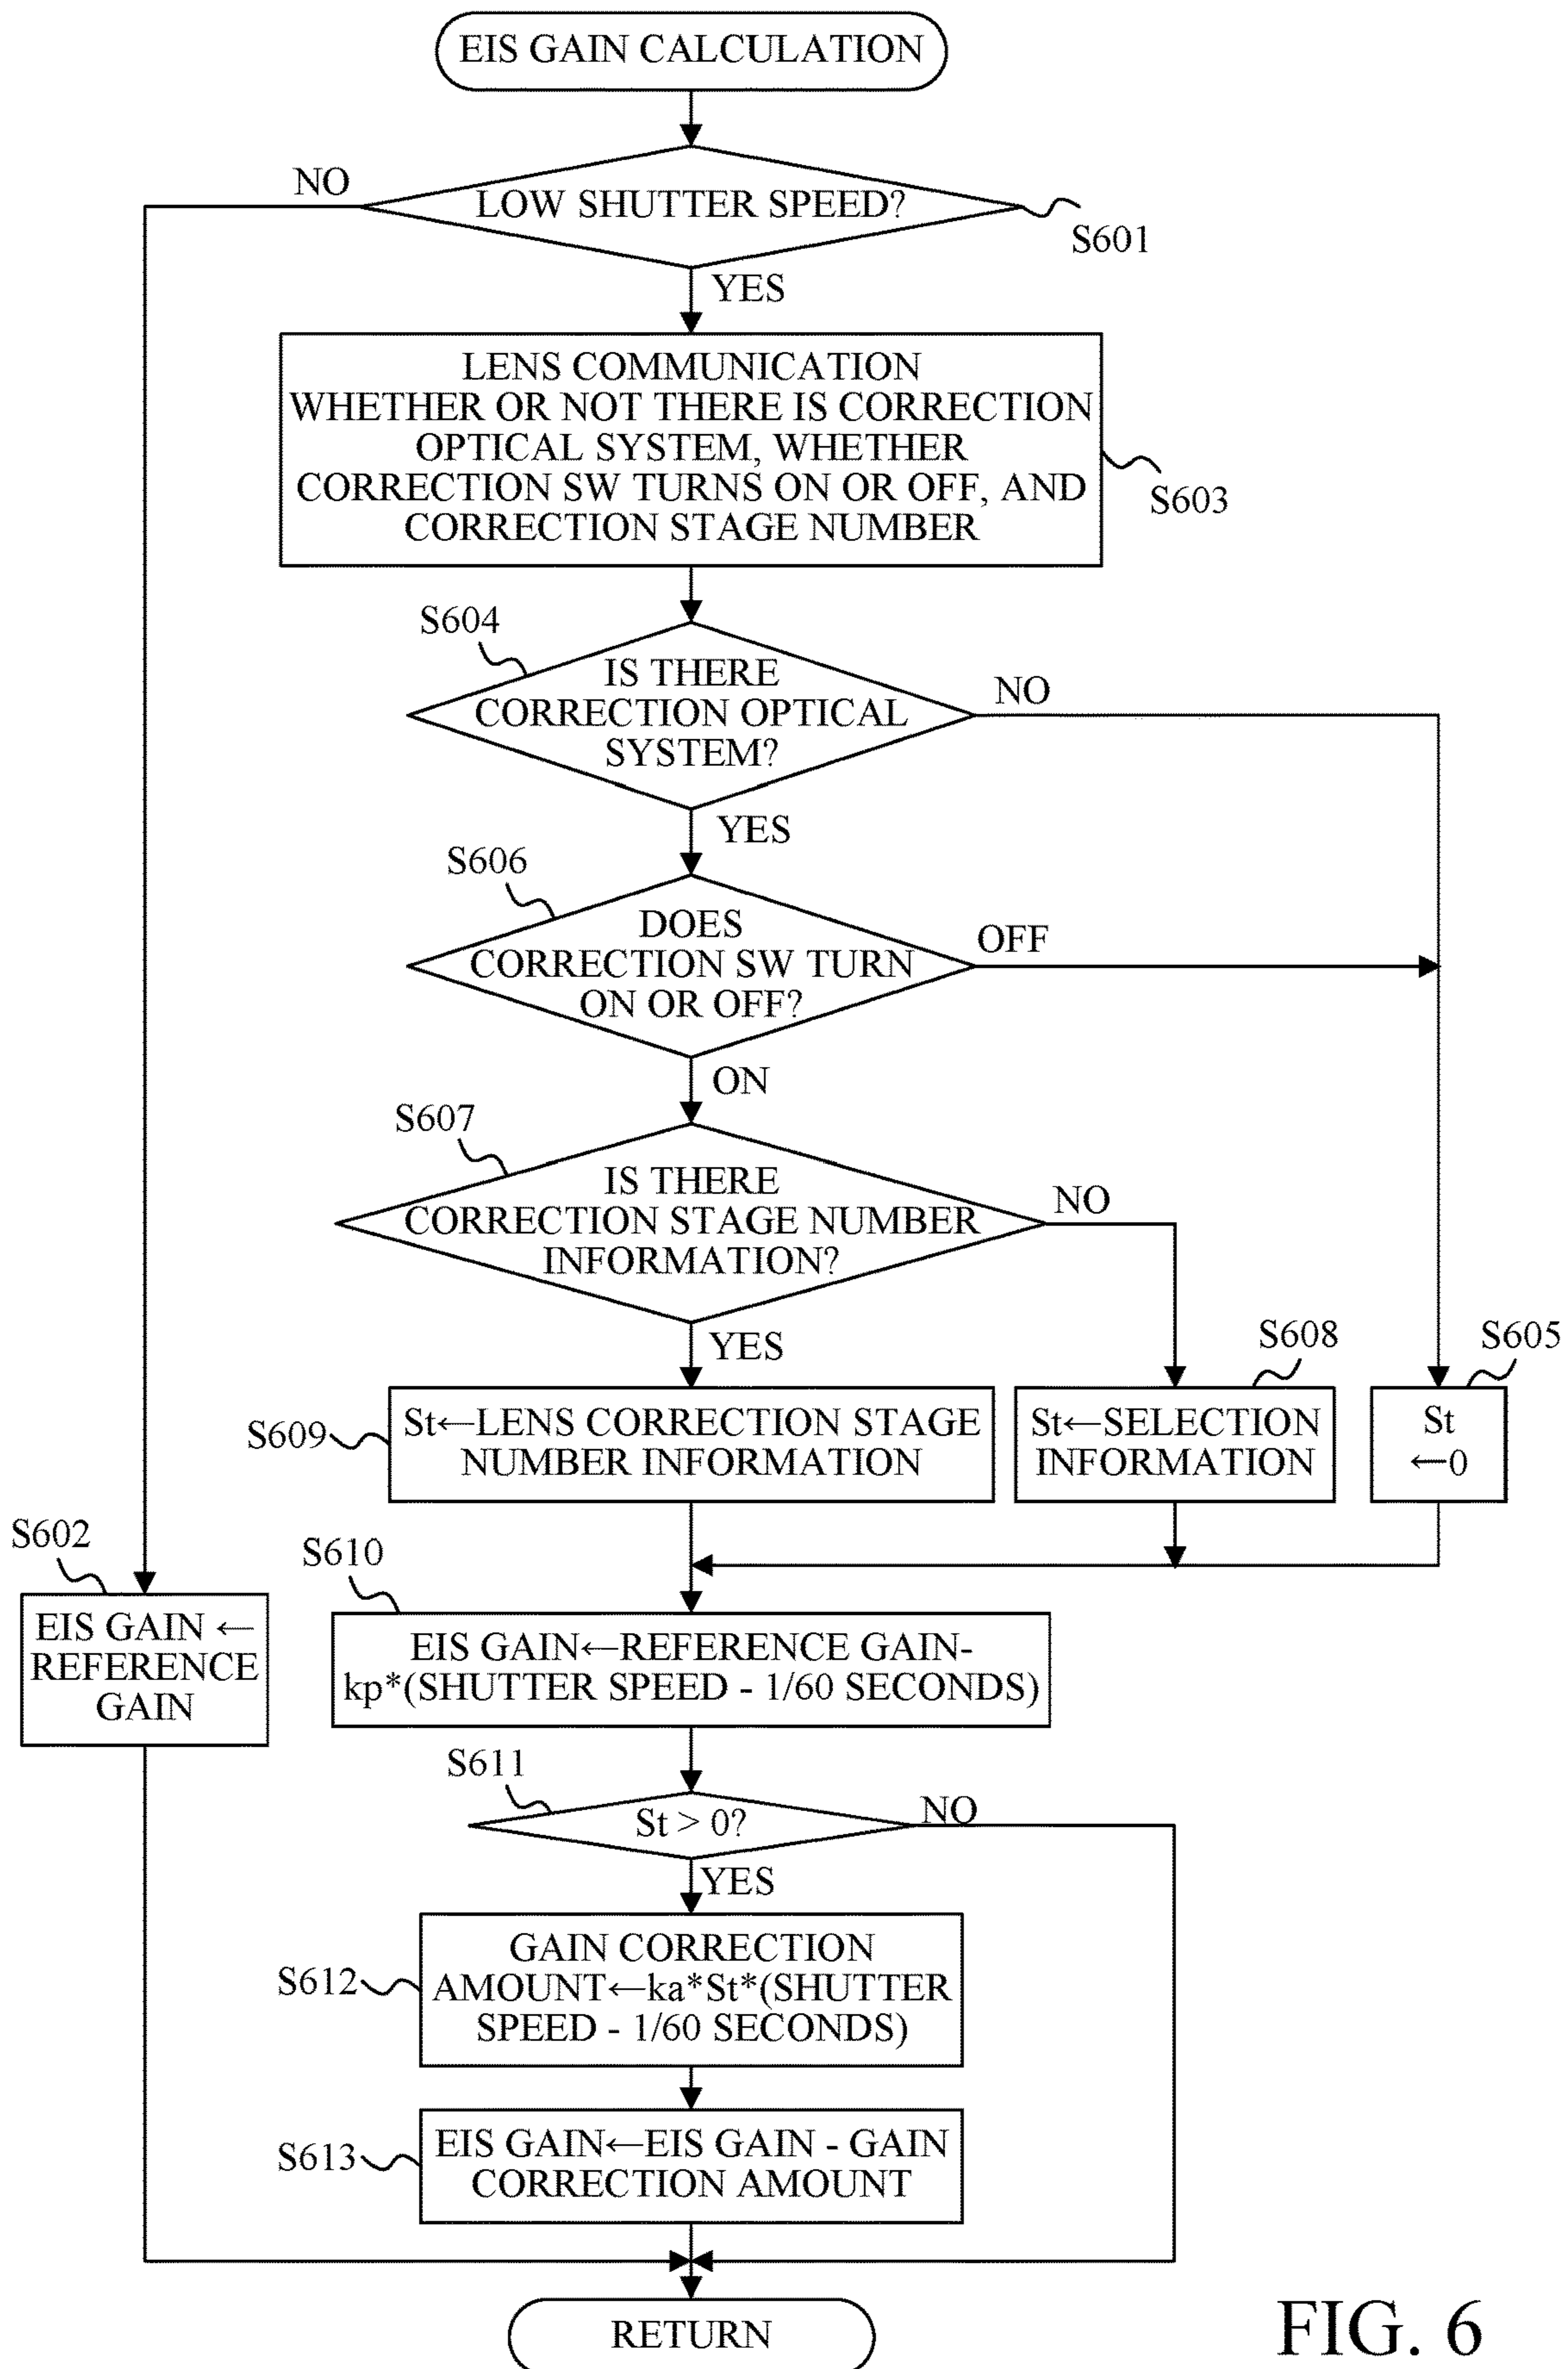 EIS GAIN CALCULATION
NO
LOW SHUTTER SPEED?
S601
YES
LENS COMMUNICATION
WHETHER OR NOT THERE IS CORRECTION
OPTICAL SYSTEM, WHETHER
CORRECTION SW TURNS ON OR OFF, AND
CORRECTION STAGE NUMBER
S603
S604
IS THERE
CORRECTION OPTICAL
SYSTEM?
NO
YES
S606
DOES
CORRECTION SW TURN
ON OR OFF?
OFF
ON
S607
IS THERE
CORRECTION STAGE NUMBER
INFORMATION?
NO
YES
S608
S605
S609
St←LENS CORRECTION STAGE
NUMBER INFORMATION
St←SELECTION
INFORMATION
St
←0
S602
EIS GAIN ←
REFERENCE
GAIN
S610
EIS GAIN←REFERENCE GAIN-
kp*(SHUTTER SPEED - 1/60 SECONDS)
S611
St > 0?
NO
YES
S612
GAIN CORRECTION
AMOUNT←ka*St*(SHUTTER
SPEED - 1/60 SECONDS)
S613
EIS GAIN←EIS GAIN - GAIN
CORRECTION AMOUNT
RETURN
FIG. 6